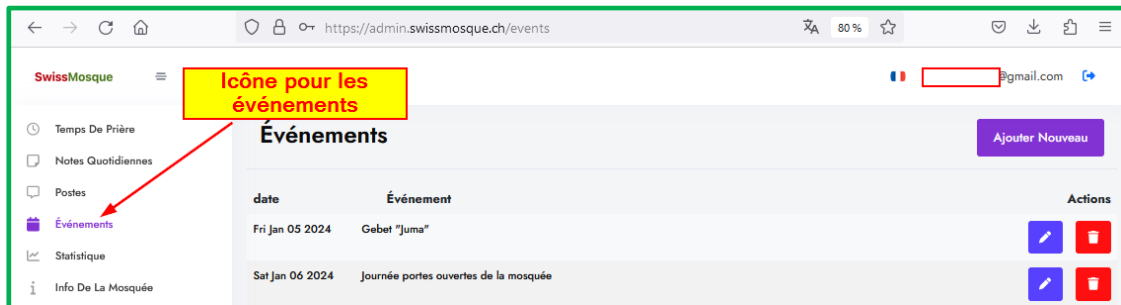 https://admin.swissmosque.ch/events
80 %
SwissMosque
Icône pour les
événements
@gmail.com
Temps De Prière
Événements
Ajouter Nouveau
Notes Quotidiennes
Postes
date Événement Actions
Événements
Fri Jan 05 2024 Gebet "Juma"
Statistique
Sat Jan 06 2024 Journée portes ouvertes de la mosquée
Info De La Mosquée